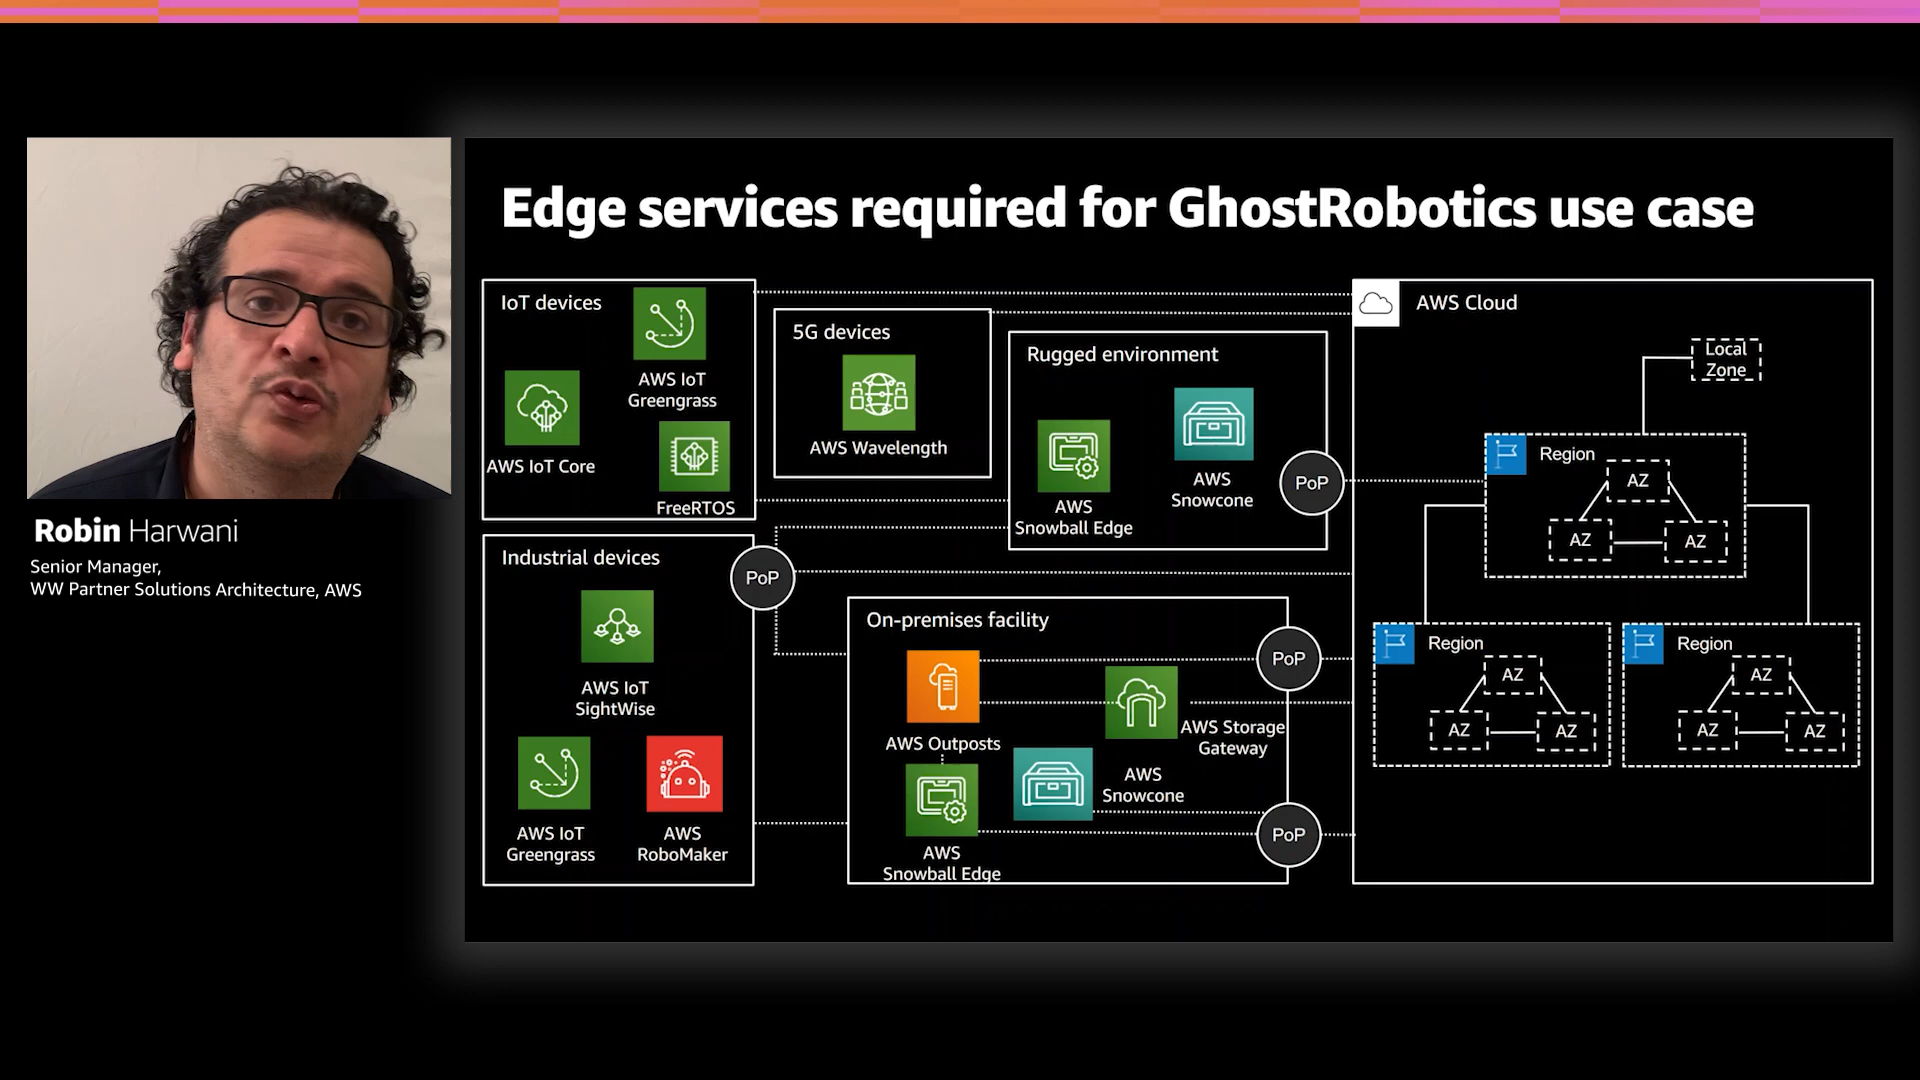 Edge services required for GhostRobotics use case
Robin Harwani
Senior Manager,
WW Partner Solutions Architecture, AWS
IoT devices
AWS IoT
Greengrass
AWS IoT Core
FreeRTOS
5G devices
AWS Wavelength
Rugged environment
AWS
Snowball Edge
AWS
Snowcone
PoP
Industrial devices
PoP
AWS IoT
SightWise
AWS IoT
Greengrass
AWS
RoboMaker
On-premises facility
AWS Outposts
AWS Storage
Gateway
AWS
Snowcone
AWS
Snowball Edge
PoP
PoP
AWS Cloud
Local
Zone
Region
AZ
AZ
AZ
Region
AZ
AZ
AZ
Region
AZ
AZ
AZ